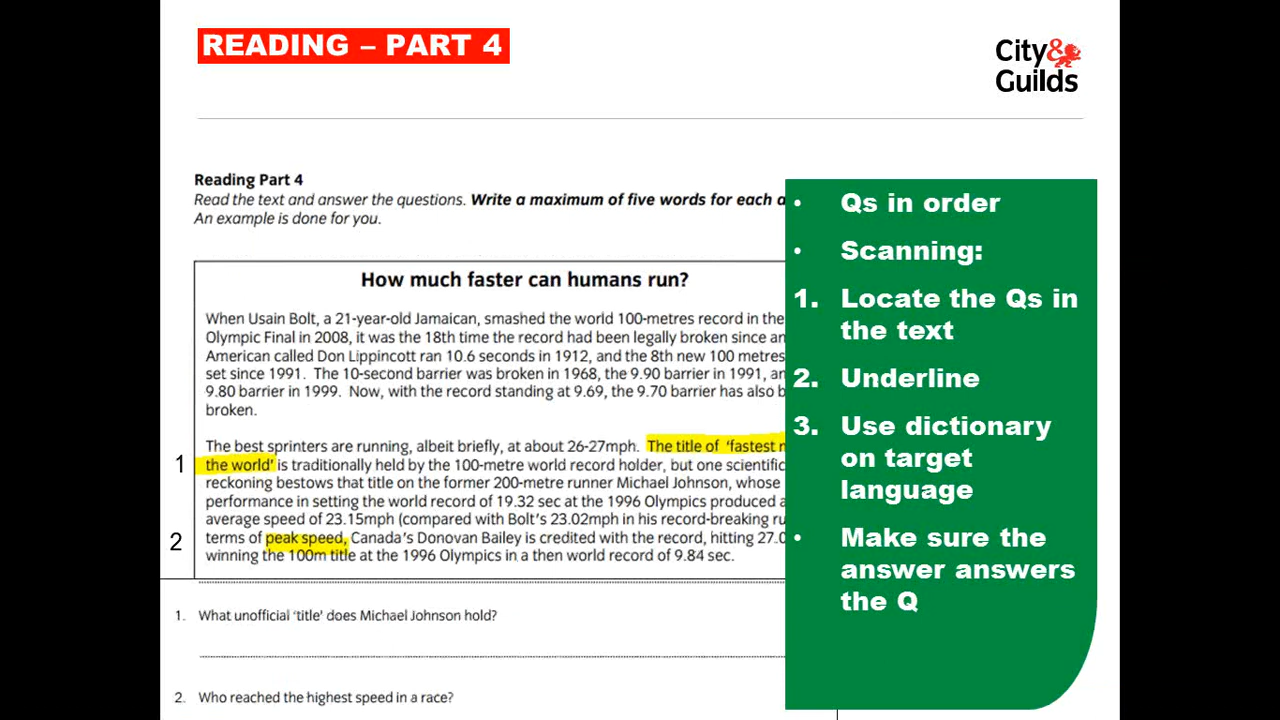 READING – PART 4
City&
Guilds
Reading Part 4
Read the text and answer the questions. Write a maximum of five words for each a
An example is done for you.
How much faster can humans run?
When Usain Bolt, a 21-year-old Jamaican, smashed the world 100-metres record in the
Olympic Final in 2008, it was the 18th time the record had been legally broken since an
American called Don Lippincott ran 10.6 seconds in 1912, and the 8th new 100 metres
set since 1991. The 10-second barrier was broken in 1968, the 9.90 barrier in 1991, an
9.80 barrier in 1999. Now, with the record standing at 9.69, the 9.70 barrier has also b
broken.
The best sprinters are running, albeit briefly, at about 26-27mph. The title of 'fastest m
1 the world' is traditionally held by the 100-metre world record holder, but one scientific
reckoning bestows that title on the former 200-metre runner Michael Johnson, whose
performance in setting the world record of 19.32 sec at the 1996 Olympics produced a
average speed of 23.15mph (compared with Bolt's 23.02mph in his record-breaking ru
2 terms of peak speed, Canada's Donovan Bailey is credited with the record, hitting 27.0
winning the 100m title at the 1996 Olympics in a then world record of 9.84 sec.
1. What unofficial 'title' does Michael Johnson hold?
2. Who reached the highest speed in a race?
• Qs in order
• Scanning:
1. Locate the Qs in
the text
2. Underline
3. Use dictionary
on target
language
• Make sure the
answer answers
the Q